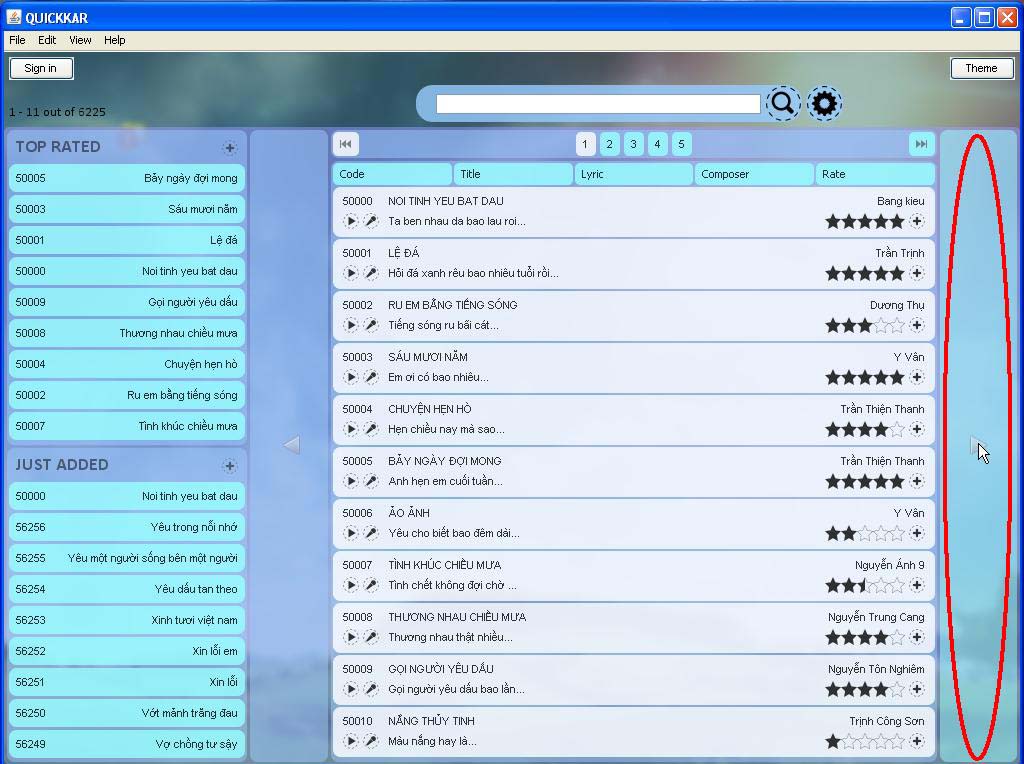 QUICKKAR
File Edit View Help
Sign in
Theme
1 - 11 out of 6225
TOP RATED
50005 Bảy ngày đợi mong
50003 Sáu mươi năm
50001 Lệ đá
50000 Noi tinh yeu bat dau
50009 Gọi người yêu dấu
50008 Thương nhau chiều mưa
50004 Chuyện hẹn hò
50002 Ru em bằng tiếng sóng
50007 Tình khúc chiều mưa
JUST ADDED
50000 Noi tinh yeu bat dau
56256 Yêu trong nỗi nhớ
56255 Yêu một người sống bên một người
56254 Yêu dấu tan theo
56253 Xinh tươi việt nam
56252 Xin lỗi em
56251 Xin lỗi
56250 Vớt mảnh trăng đau
56249 Vợ chồng tư sậy
1 2 3 4 5
Code Title Lyric Composer Rate
50000 NOI TINH YEU BAT DAU Bang kieu
Ta ben nhau da bao lau roi...
50001 LỆ ĐÁ Trần Trịnh
Hỏi đá xanh rêu bao nhiêu tuổi rồi...
50002 RU EM BẰNG TIẾNG SÓNG Dương Thụ
Tiếng sóng ru bãi cát...
50003 SÁU MƯƠI NĂM Y Vân
Em ơi có bao nhiêu...
50004 CHUYỆN HẸN HÒ Trần Thiện Thanh
Hẹn chiều nay mà sao...
50005 BẢY NGÀY ĐỢI MONG Trần Thiện Thanh
Anh hẹn em cuối tuần...
50006 ẢO ẢNH Y Vân
Yêu cho biết bao đêm dài...
50007 TÌNH KHÚC CHIỀU MƯA Nguyễn Ánh 9
Tình chết không đợi chờ ...
50008 THƯƠNG NHAU CHIỀU MƯA Nguyễn Trung Cang
Thương nhau thật nhiều...
50009 GỌI NGƯỜI YÊU DẤU Nguyễn Tôn Nghiêm
Gọi người yêu dấu bao lần...
50010 NẮNG THỦY TINH Trịnh Công Sơn
Màu nắng hay là...